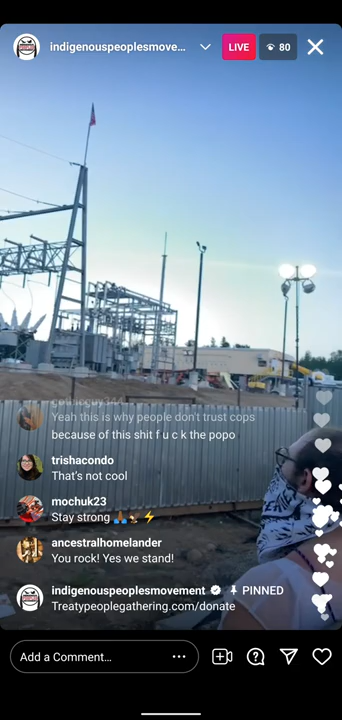 indigenouspeoplesmove...
LIVE
80
Yeah this is why people don't trust cops
because of this shit f u c k the popo
trishacondo
That's not cool
mochuk23
Stay strong 🙏🏾🦅⚡
ancestralhomelander
You rock! Yes we stand!
indigenouspeoplesmovement PINNED
Treatypeoplegathering.com/donate
Add a Comment...